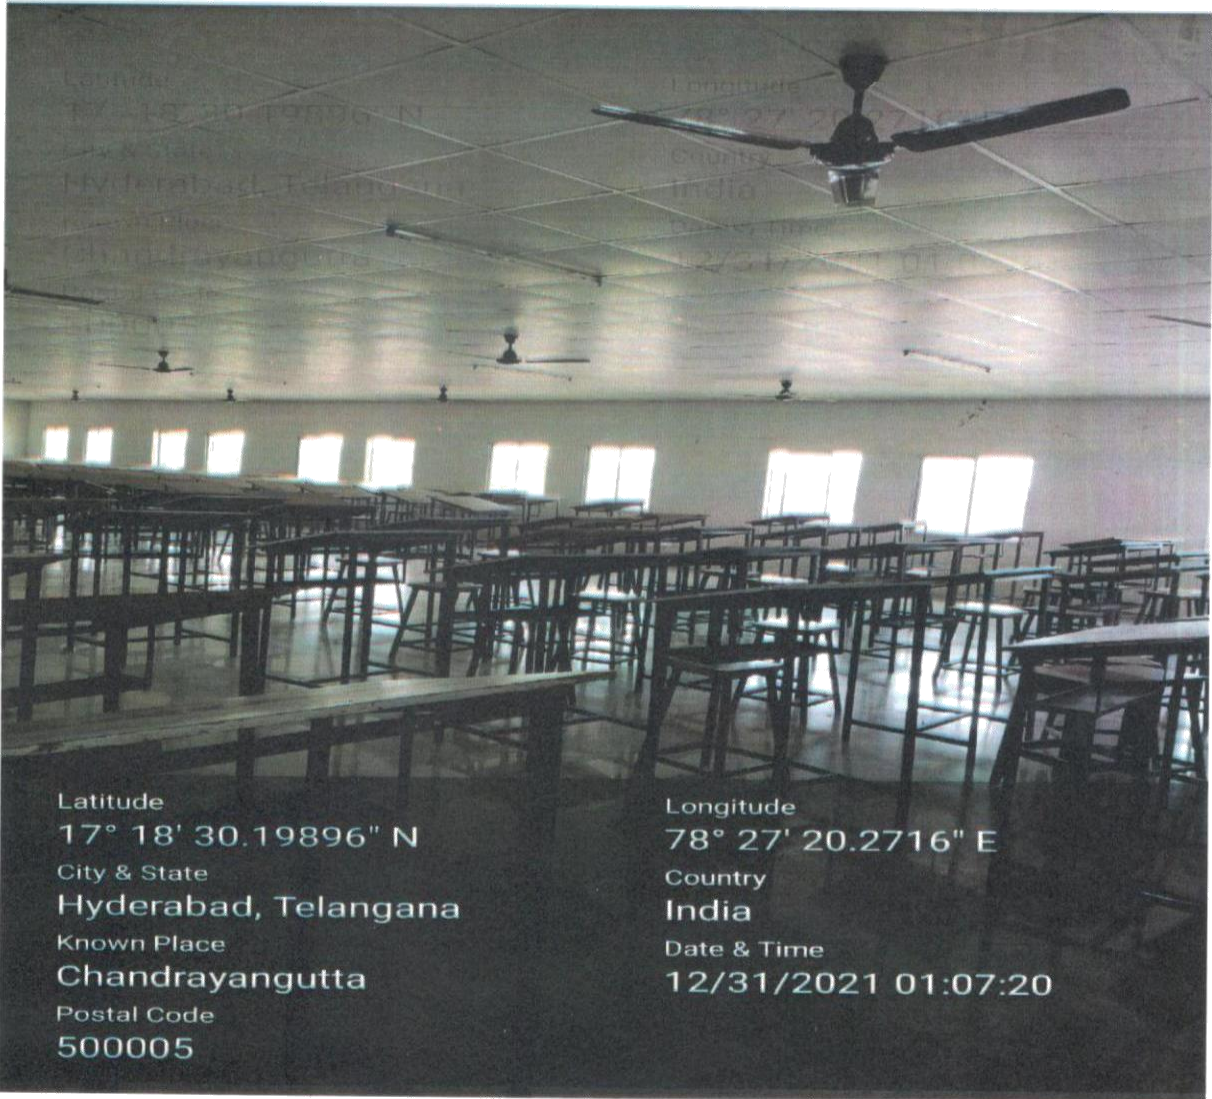 Latitude
17° 18' 30.19896" N
City & State
Hyderabad, Telangana
Known Place
Chandrayangutta
Postal Code
500005
Longitude
78° 27' 20.2716" E
Country
India
Date & Time
12/31/2021 01:07:20